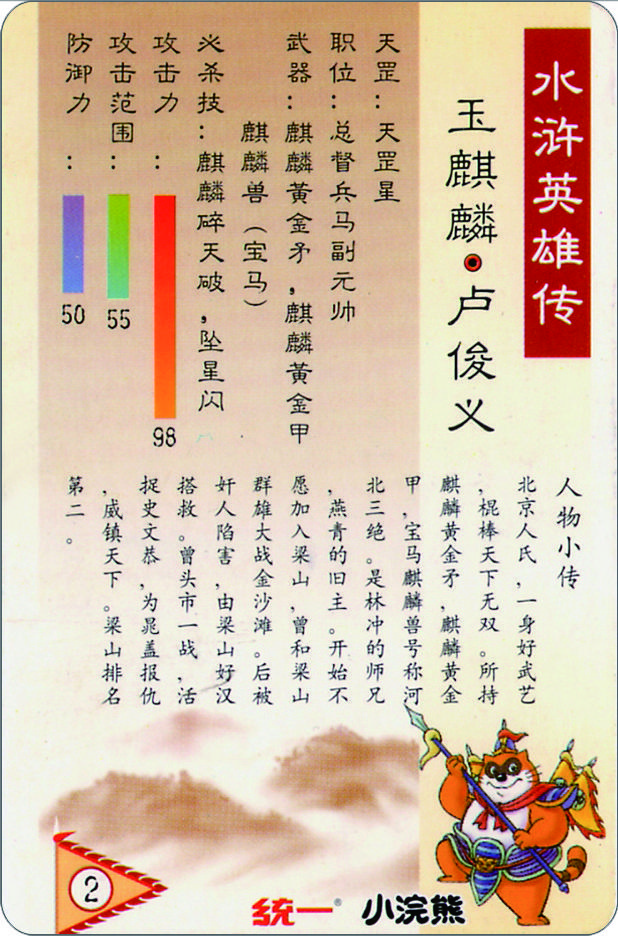 水浒英雄传
玉麒麟·卢俊义
天罡：天罡星
职位：总督兵马副元帅
武器：麒麟黄金矛，麒麟黄金甲
麒麟兽（宝马）
必杀技：麒麟碎天破，坠星闪
攻击力：
98
攻击范围：
55
防御力：
50
人物小传
北京人氏，一身好武艺
，棍棒天下无双。所持
麒麟黄金矛，麒麟黄金
甲，宝马麒麟兽号称河
北三绝。是林冲的师兄
，燕青的旧主。开始不
愿加入梁山，曾和梁山
群雄大战金沙滩。后被
奸人陷害，由梁山好汉
搭救。曾头市一战，活
捉史文恭，为晁盖报仇
，威镇天下。梁山排名
第二。
2
统一® 小浣熊